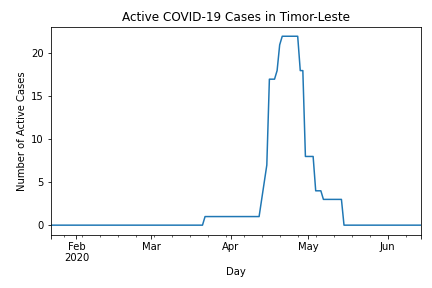 Active COVID-19 Cases in Timor-Leste
Number of Active Cases
20
15
10
5
0
Feb Mar Apr May Jun
2020
Day